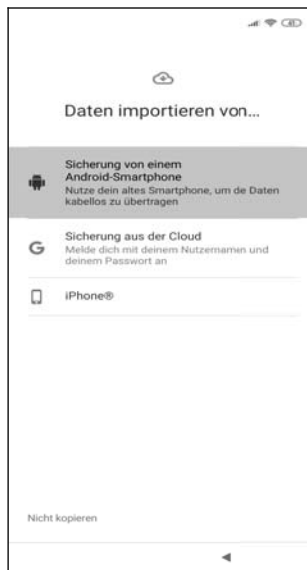 Daten importieren von...
Sicherung von einem
Android-Smartphone
Nutze dein altes Smartphone, um de Daten
kabellos zu übertragen
Sicherung aus der Cloud
Melde dich mit deinem Nutzernamen und
deinem Passwort an
iPhone®
Nicht kopieren